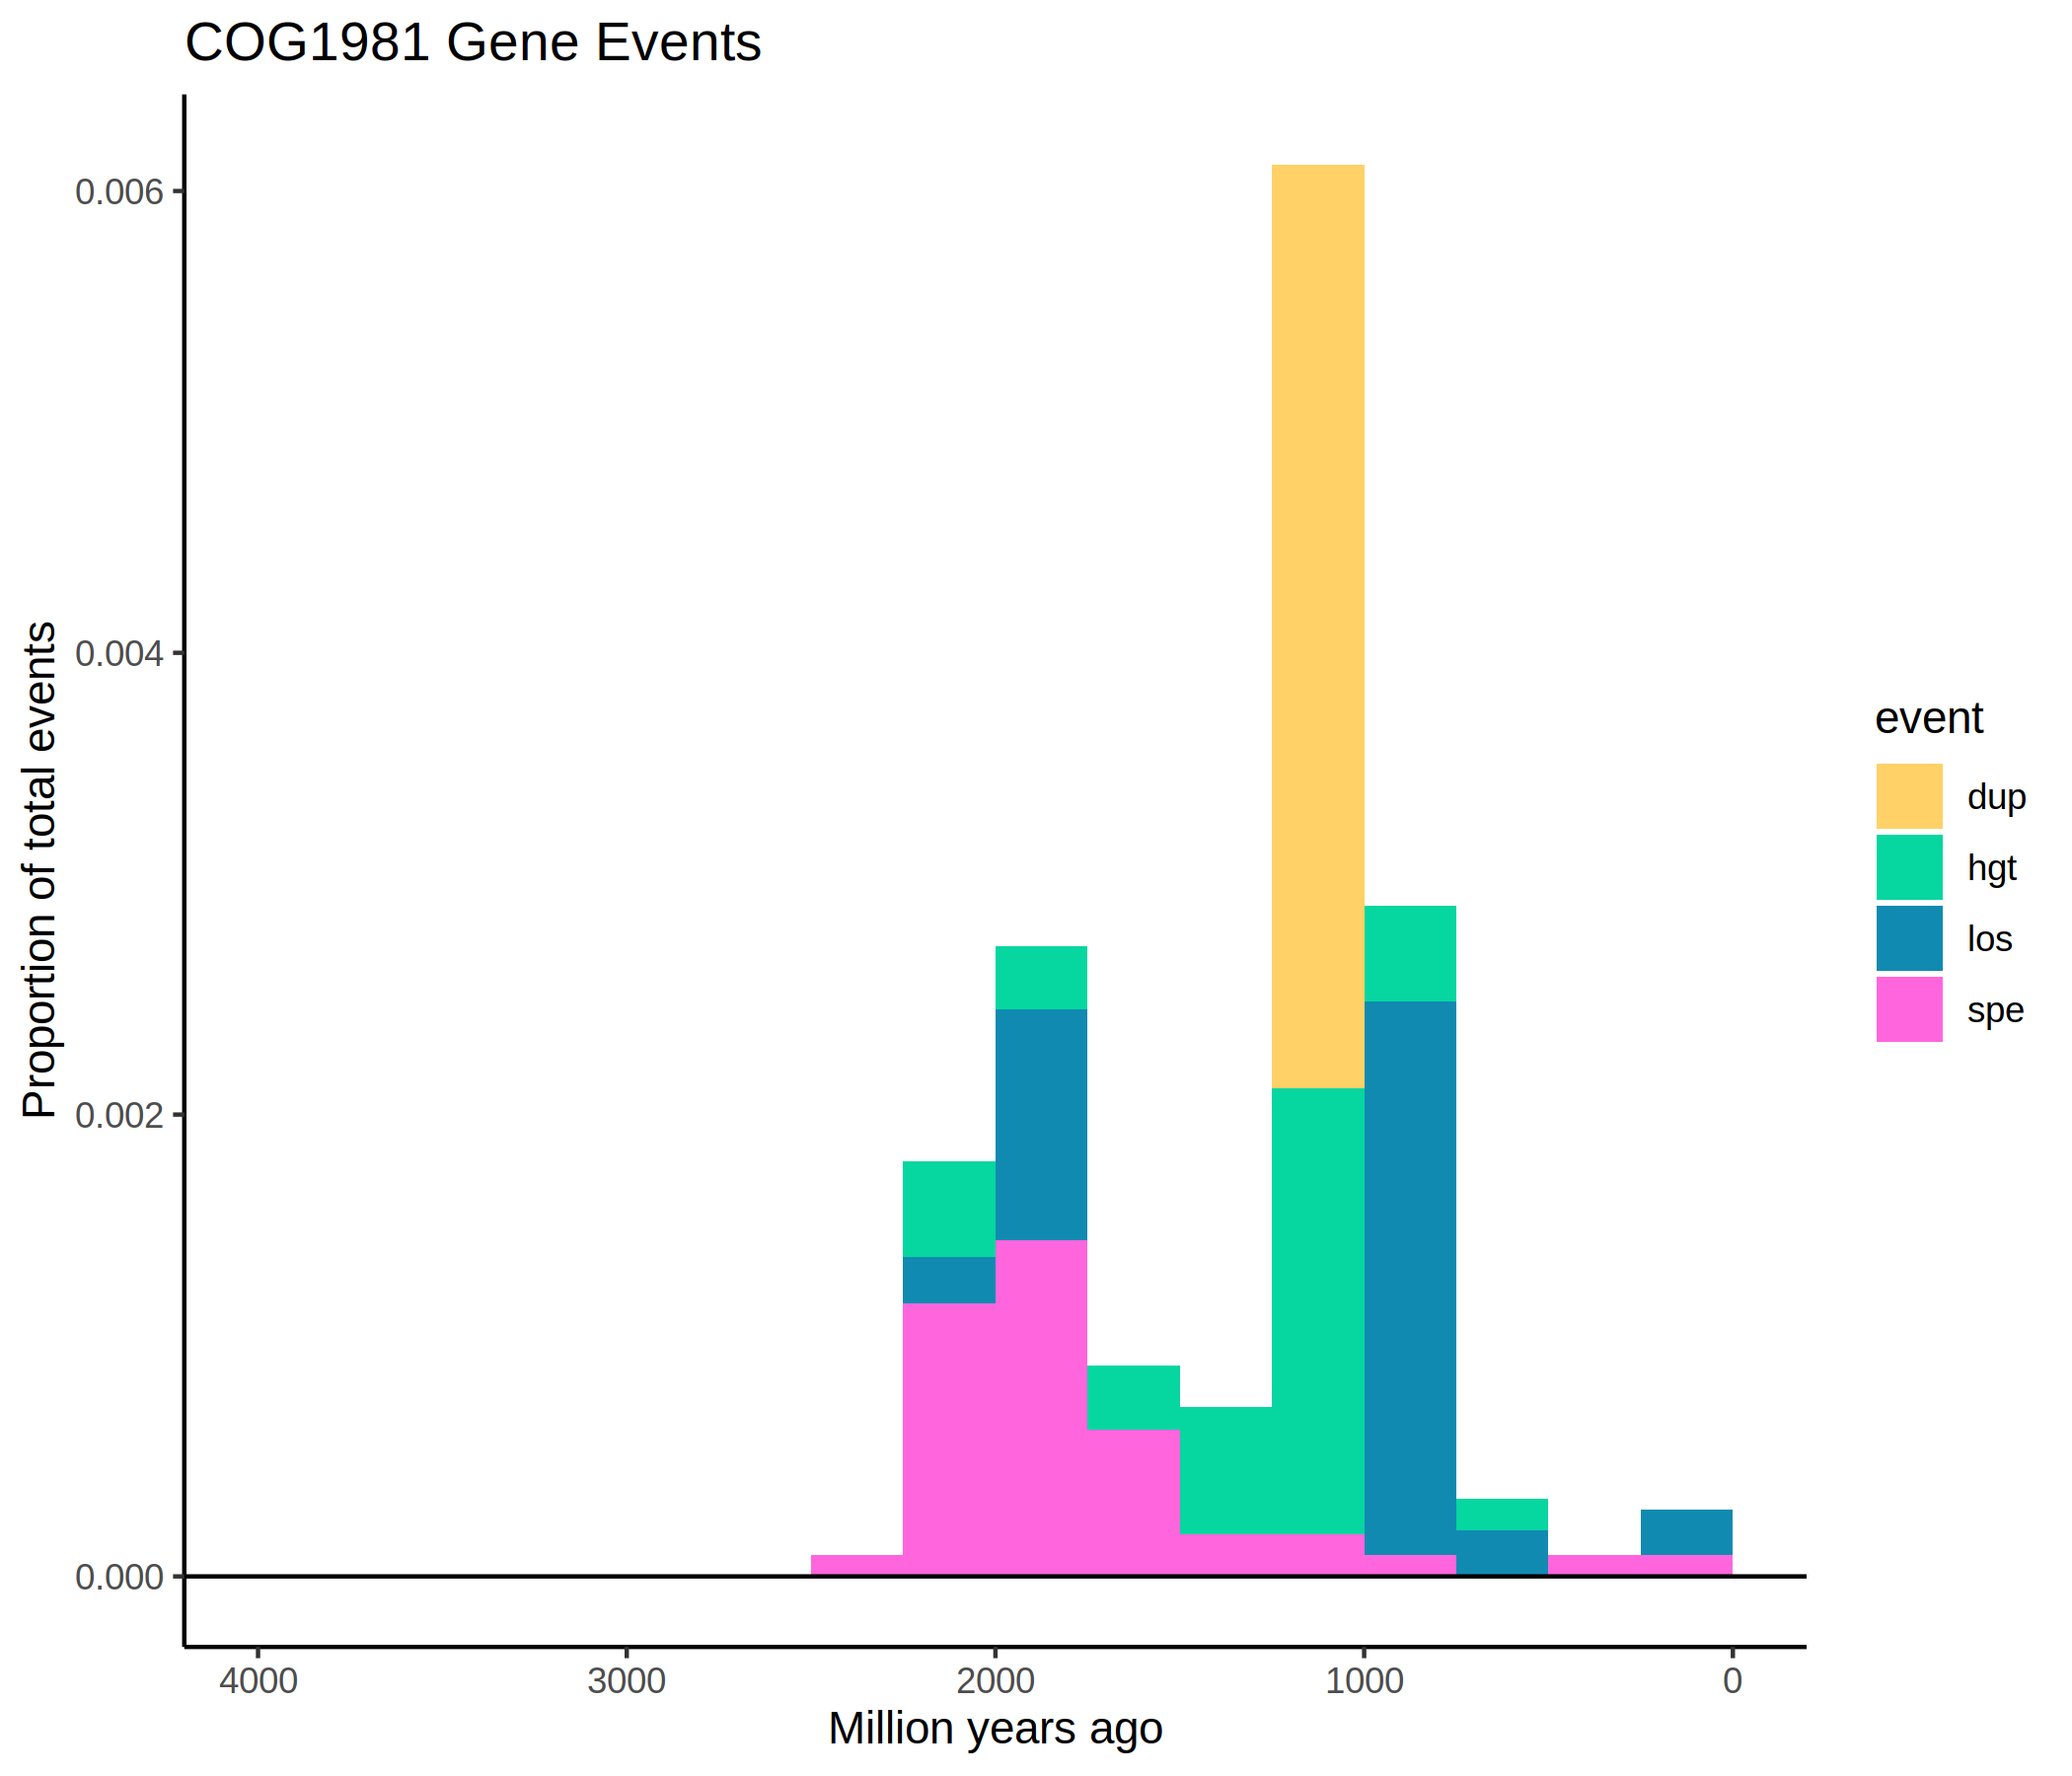 COG1981 Gene Events
Proportion of total events
0.006
0.004
0.002
0.000
4000 3000 2000 1000 0
Million years ago
event
dup
hgt
los
spe